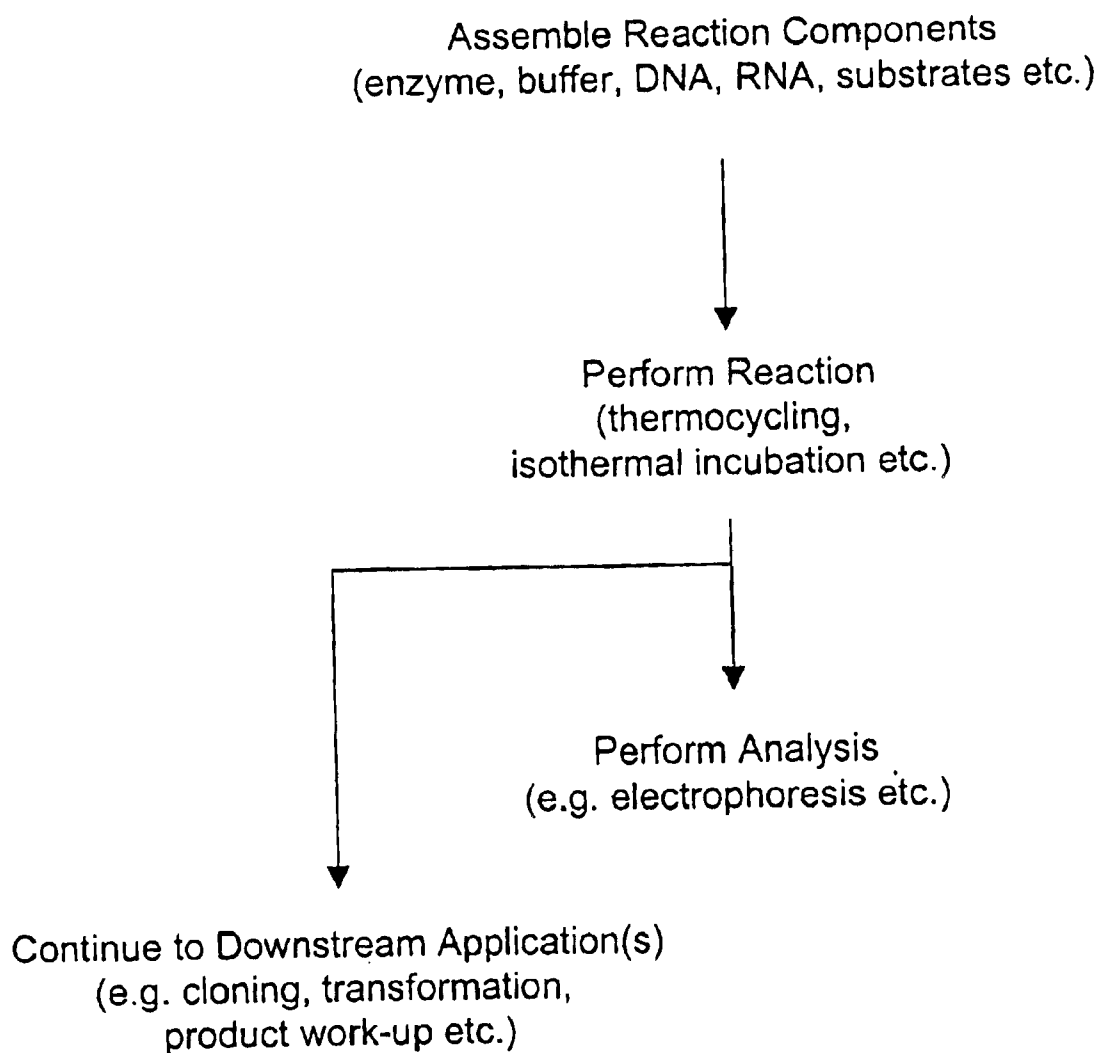 Assemble Reaction Components
(enzyme, buffer, DNA, RNA, substrates etc.)
Perform Reaction
(thermocycling,
isothermal incubation etc.)
Perform Analysis
(e.g. electrophoresis etc.)
Continue to Downstream Application(s)
(e.g. cloning, transformation,
product work-up etc.)